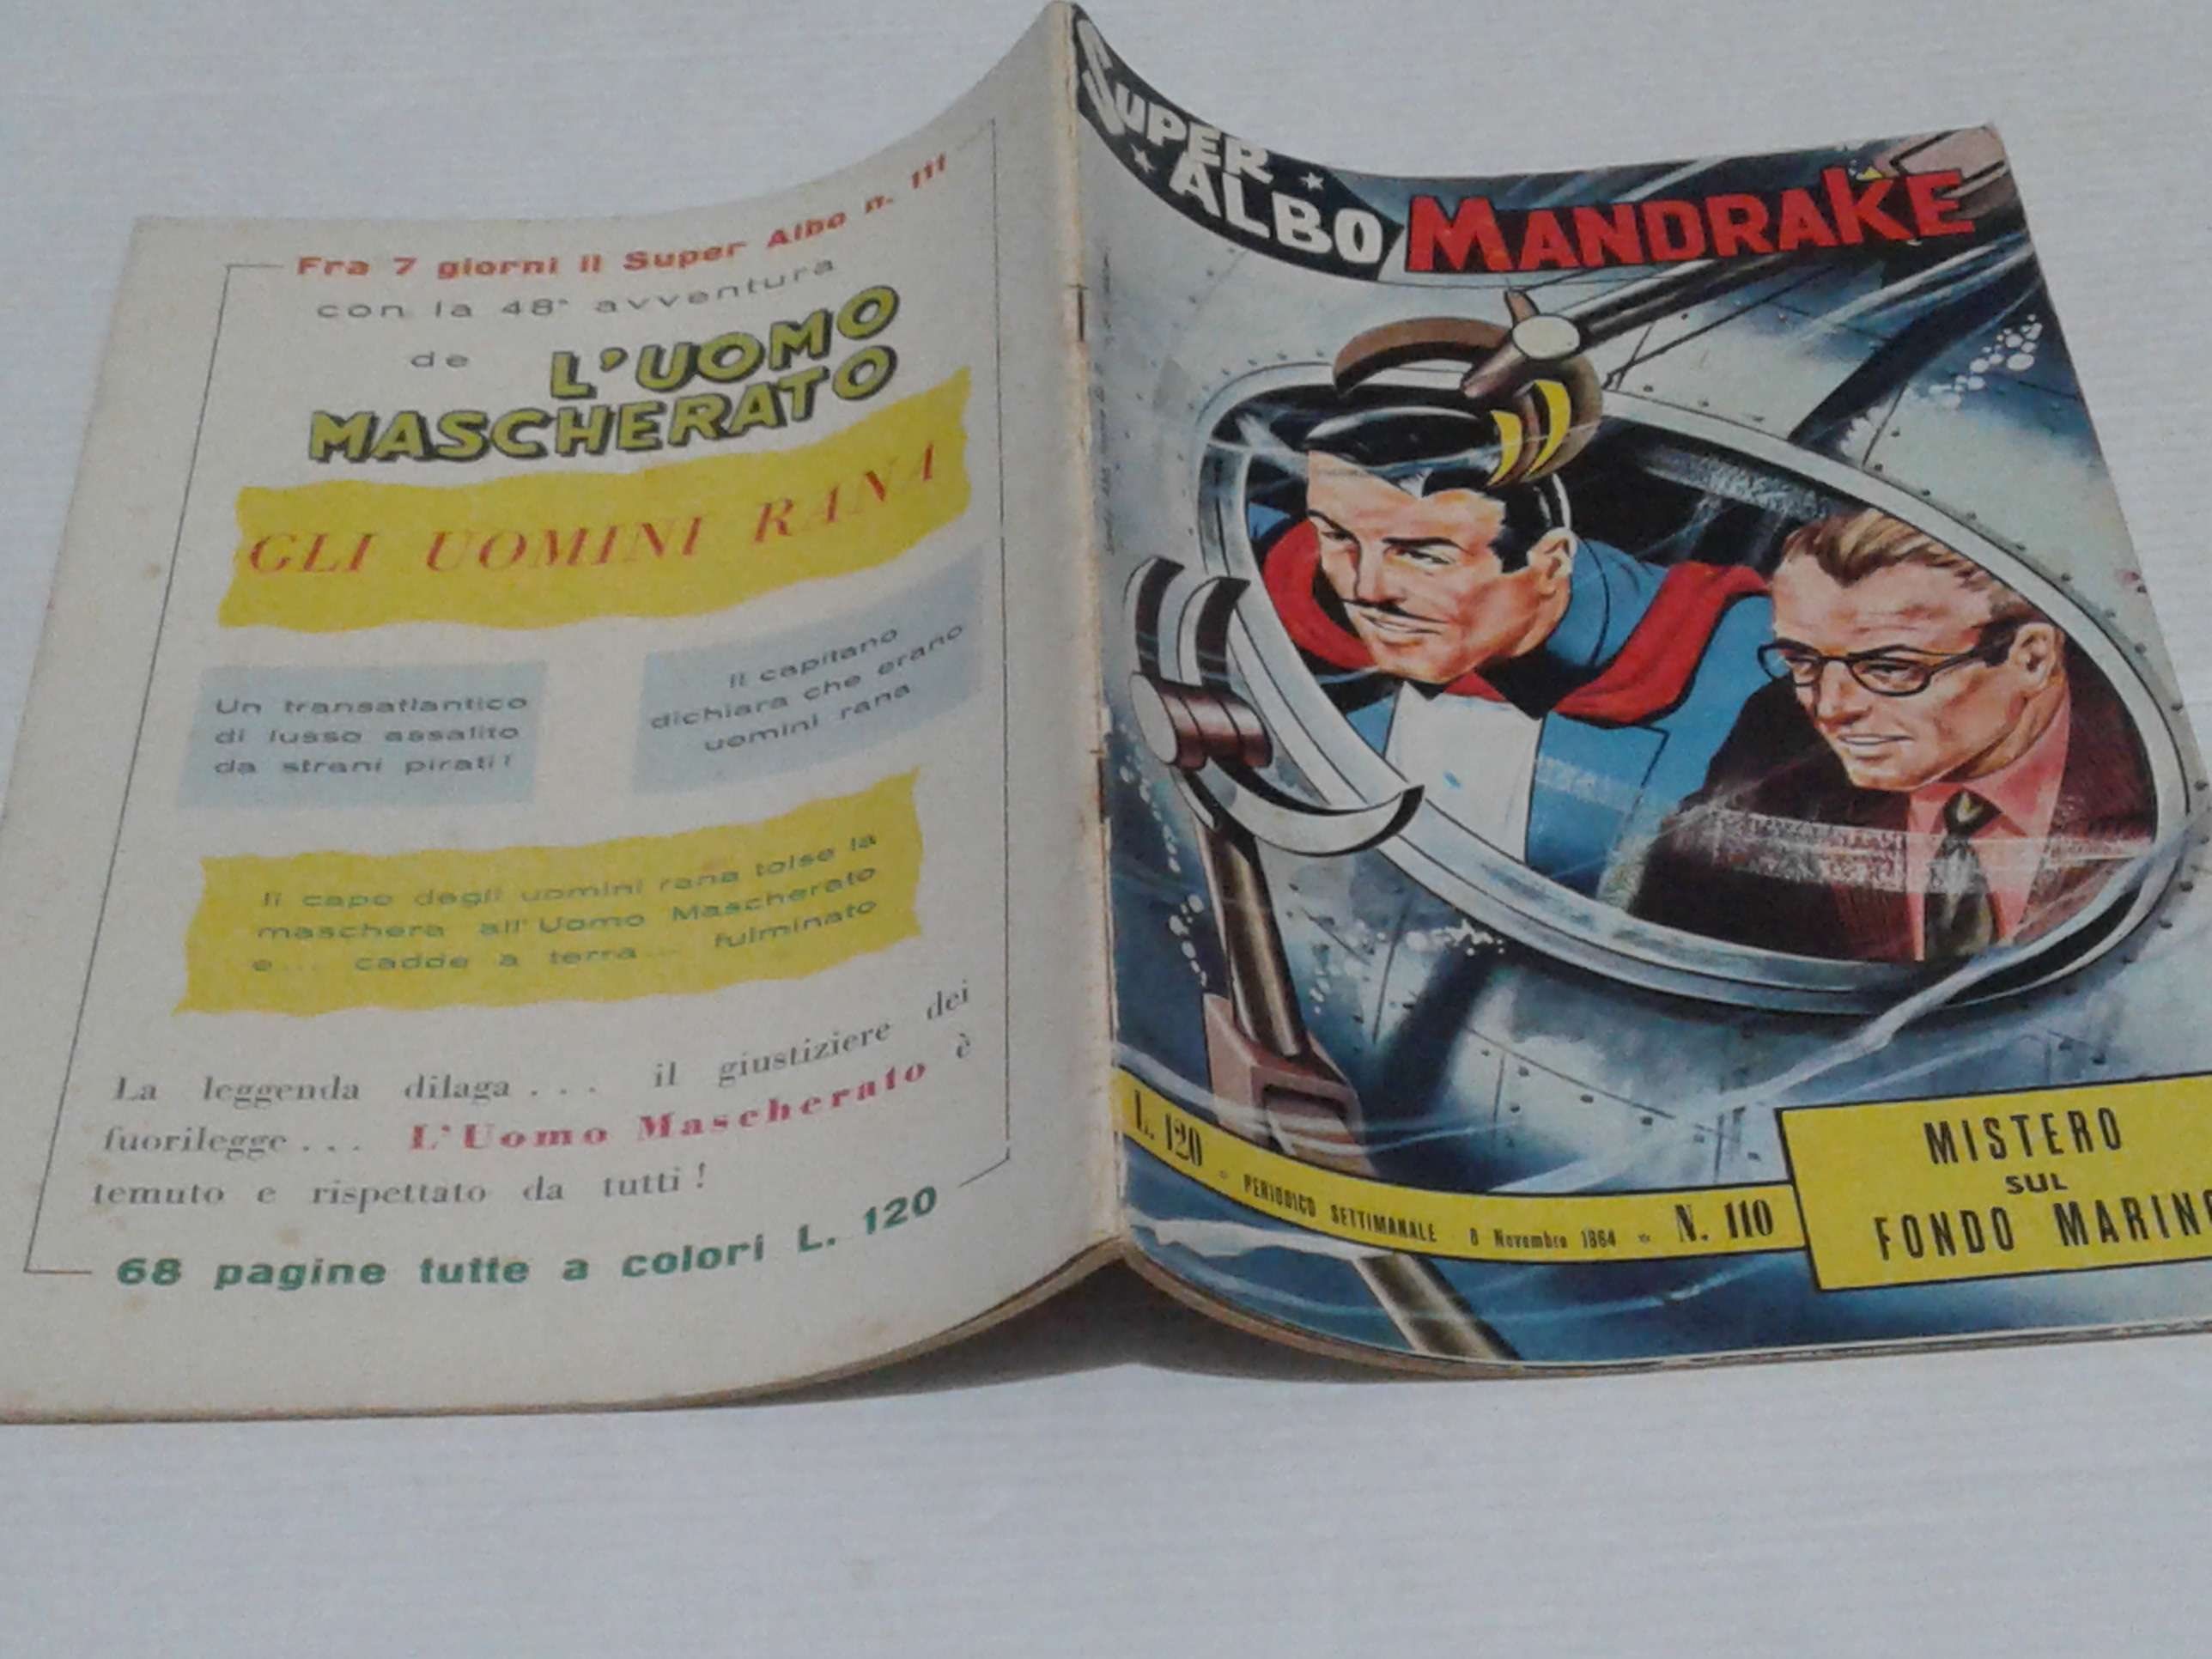 Fra 7 giorni il Super Albo n. 111
con la 48ª avventura
de L'UOMO
MASCHERATO
GLI UOMINI RANA
Un transatlantico
di lusso assalito
da strani pirati!
Il capitano
dichiara che erano
uomini rana
Il capo degli uomini rana tolse la
maschera all'Uomo Mascherato
e... cadde a terra... fulminato
La leggenda dilaga... il giustiziere dei
fuorilegge... L'Uomo Mascherato è
temuto e rispettato da tutti!
68 pagine tutte a colori L. 120
SUPER
ALBO
MANDRAKE
L. 120 PERIODICO SETTIMANALE 8 Novembre 1964 N. 110
MISTERO
SUL
FONDO MARINO